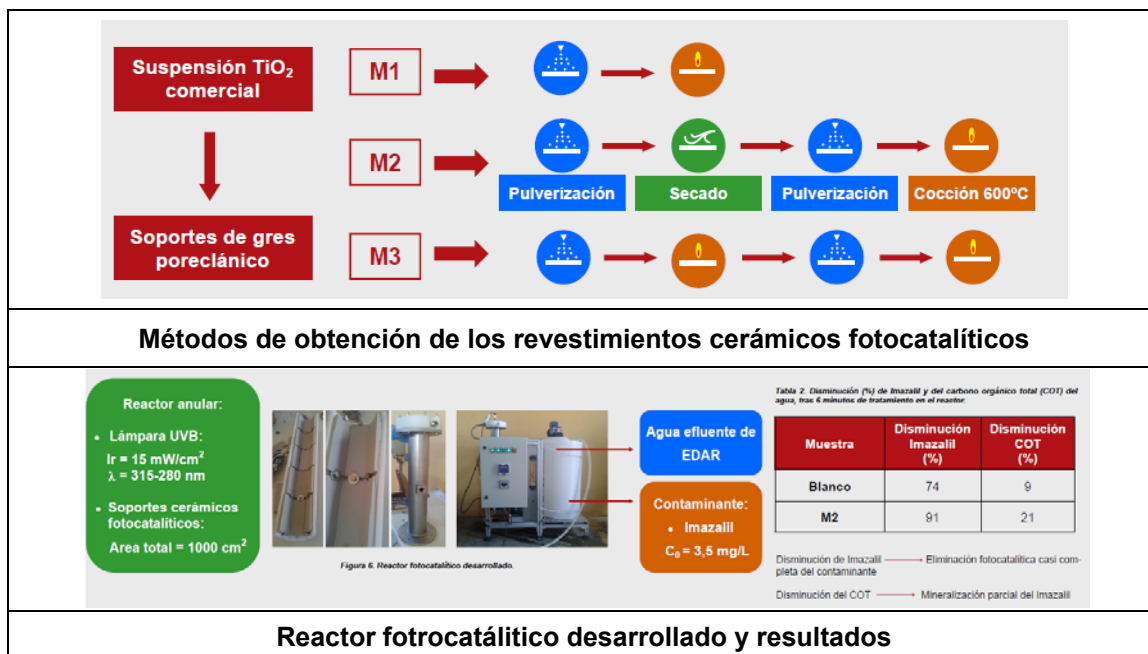 Suspensión TiO2
comercial
Soportes de gres
poreclánico
M1
M2
Pulverización
Secado
Pulverización
Cocción 600ºC
M3
Métodos de obtención de los revestimientos cerámicos fotocatalíticos
Reactor anular:
• Lámpara UVB:
Ir = 15 mW/cm2
λ = 315-280 nm
• Soportes cerámicos
fotocatalíticos:
Area total = 1000 cm2
Figura 6. Reactor fotocatalítico desarrollado.
Agua efluente de
EDAR
Contaminante:
• Imazalil
C0 = 3,5 mg/L
Tabla 2. Disminución (%) de Imazalil y del carbono orgánico total (COT) del
agua, tras 6 minutos de tratamiento en el reactor.
Muestra
Disminución
Imazalil
(%)
Disminución
COT
(%)
Blanco 74 9
M2 91 21
Disminución de Imazalil → Eliminación fotocatalítica casi com-
pleta del contaminante
Disminución del COT → Mineralización parcial del Imazalil
Reactor fotrocatálitico desarrollado y resultados